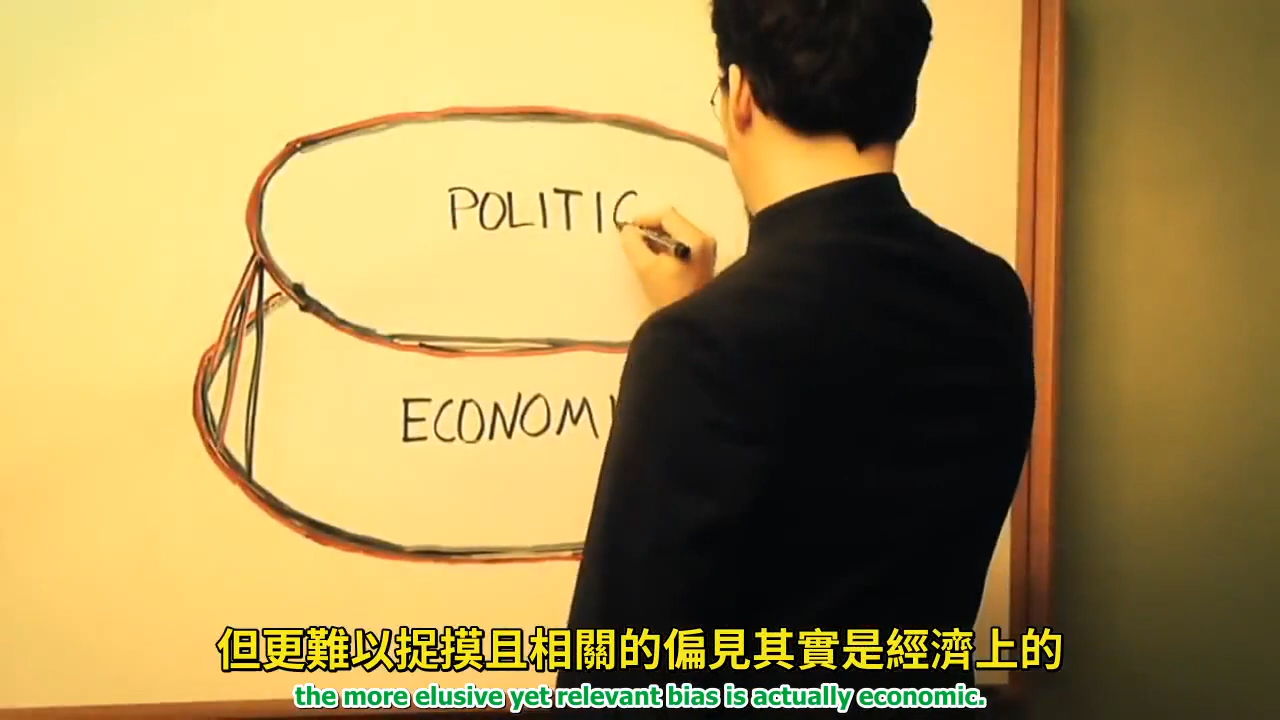 POLITIC
ECONOMI
但更難以捉摸且相關的偏見其實是經濟上的
the more elusive yet relevant bias is actually economic.